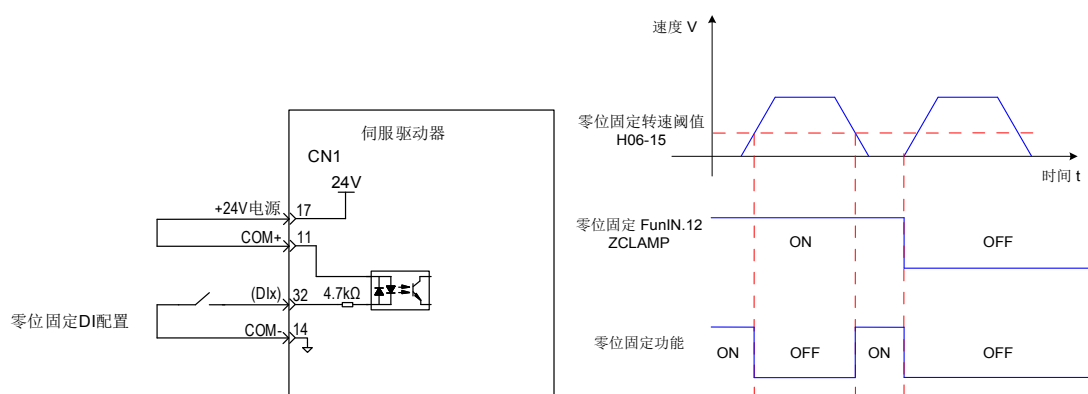 伺服驱动器
CN1
24V
+24V电源
17
COM+
11
(DIx)
32
4.7kΩ
COM-
14
零位固定DI配置
速度 V
零位固定转速阈值
H06-15
时间 t
零位固定 FunIN.12
ZCLAMP
ON
OFF
零位固定功能
ON
OFF
ON
OFF